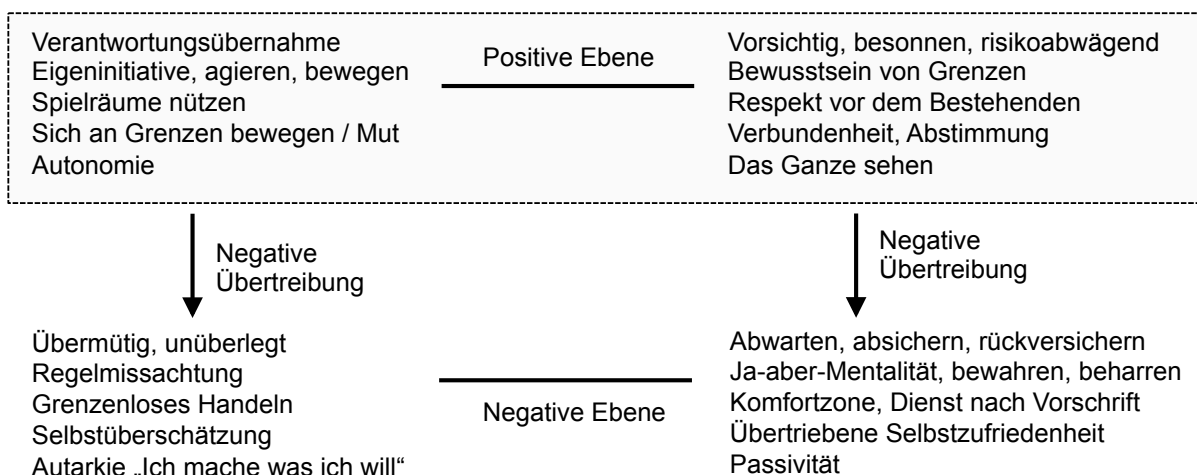 Verantwortungsübernahme
Eigeninitiative, agieren, bewegen
Spielräume nützen
Sich an Grenzen bewegen / Mut
Autonomie
Positive Ebene
Vorsichtig, besonnen, risikoabwägend
Bewusstsein von Grenzen
Respekt vor dem Bestehenden
Verbundenheit, Abstimmung
Das Ganze sehen
Negative
Übertreibung
Negative
Übertreibung
Übermütig, unüberlegt
Regelmissachtung
Grenzenloses Handeln
Selbstüberschätzung
Autarkie „Ich mache was ich will“
Negative Ebene
Abwarten, absichern, rückversichern
Ja-aber-Mentalität, bewahren, beharren
Komfortzone, Dienst nach Vorschrift
Übertriebene Selbstzufriedenheit
Passivität